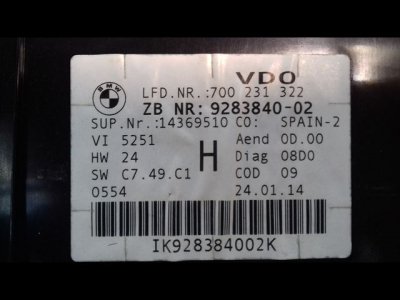 BMW
VDO
LFD.NR.:700 231 322
ZB NR: 9283840-02
SUP.Nr.:14369510 CO: SPAIN-2
VI 5251 Aend 0D.00
HW 24 H Diag 08D0
SW C7.49.C1 COD 09
0554 24.01.14
IK928384002K